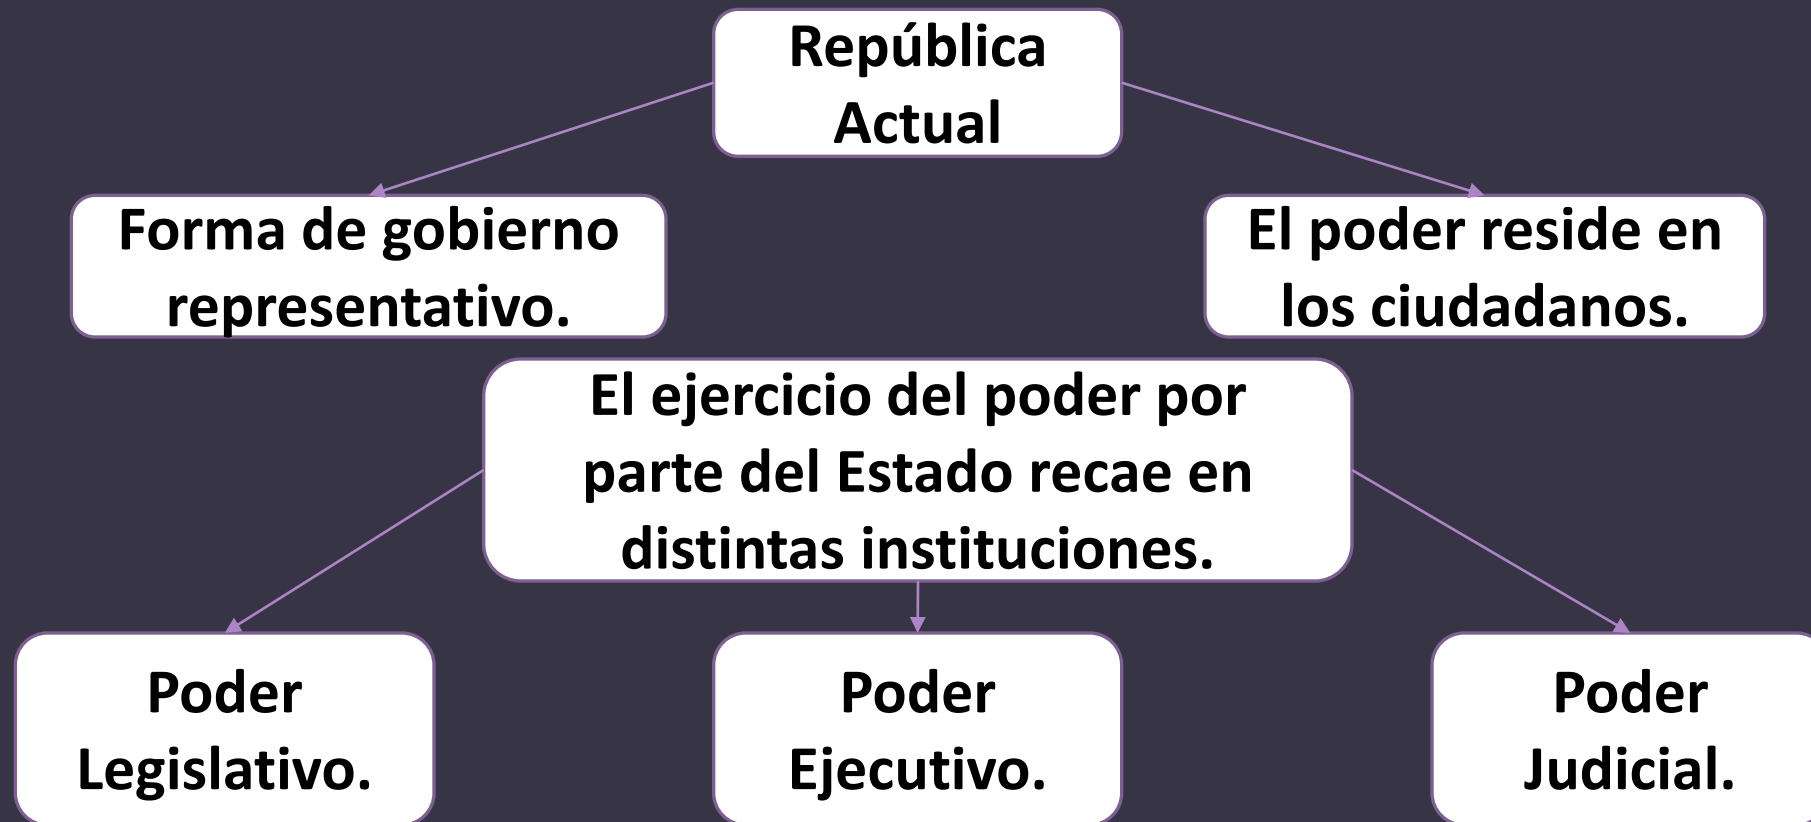 República
Actual
Forma de gobierno
representativo.
El poder reside en
los ciudadanos.
El ejercicio del poder por
parte del Estado recae en
distintas instituciones.
Poder
Legislativo.
Poder
Ejecutivo.
Poder
Judicial.